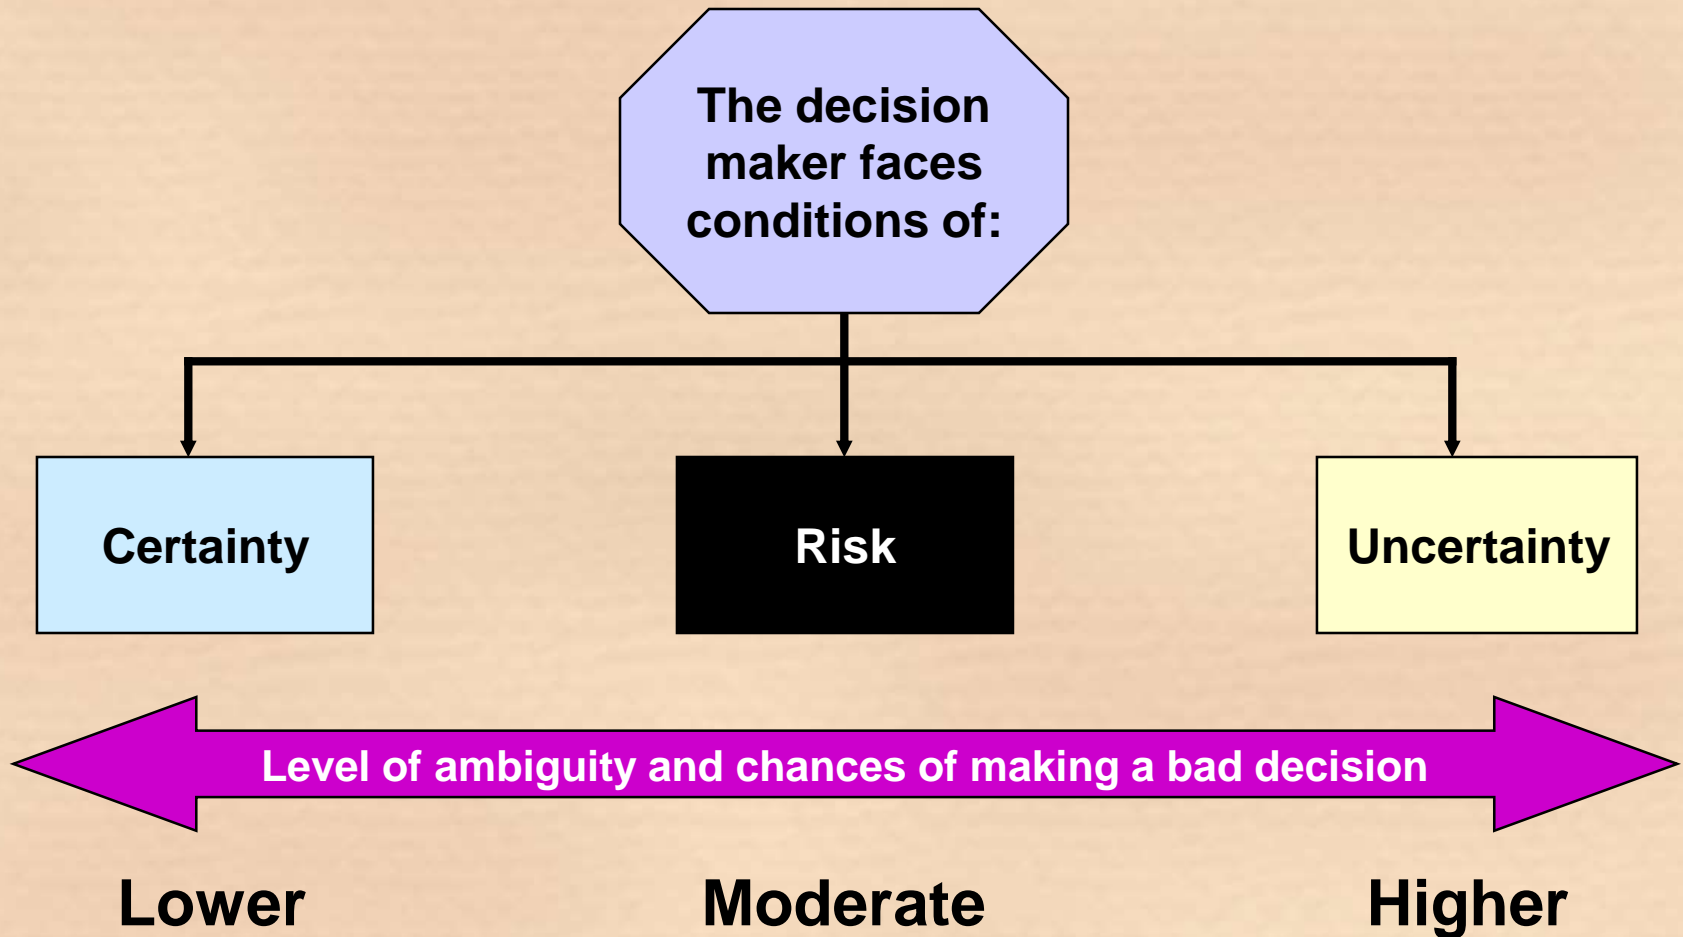 The decision
maker faces
conditions of:
Certainty
Risk
Uncertainty
Level of ambiguity and chances of making a bad decision
Lower
Moderate
Higher